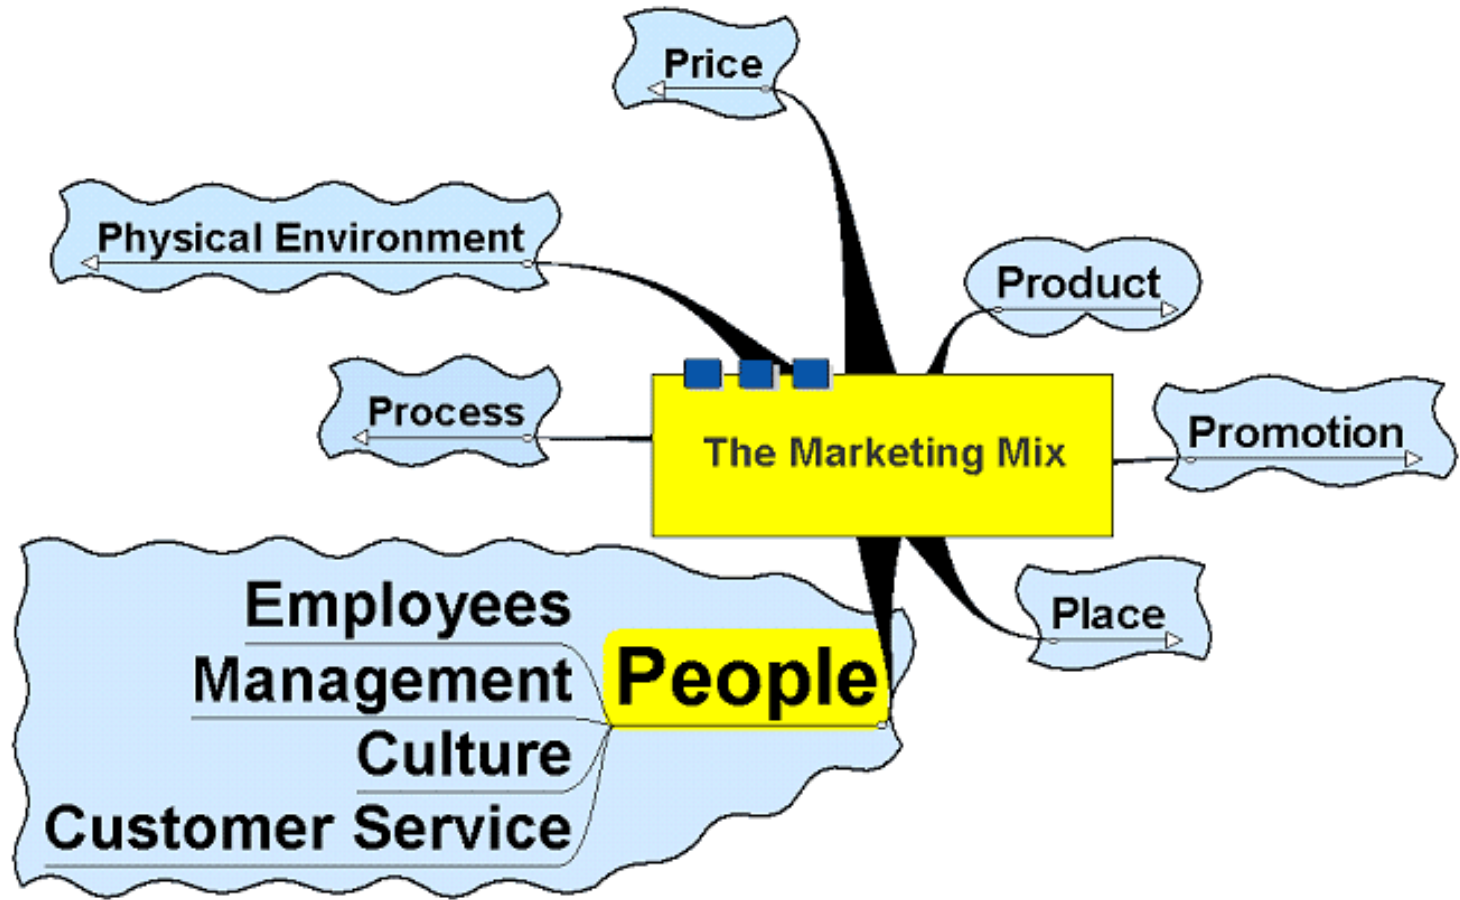 Price
Physical Environment
Product
Process
The Marketing Mix
Promotion
Employees
Management
Culture
Customer Service
People
Place